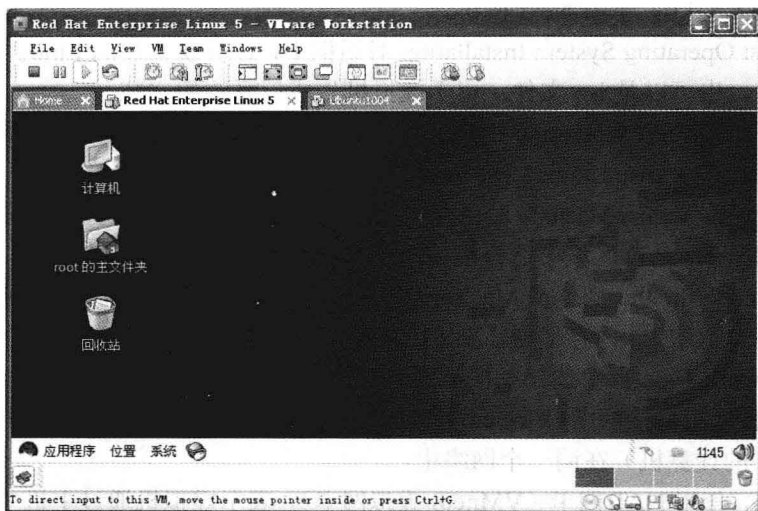 Red Hat Enterprise Linux 5 - VMware Workstation
File Edit View VM Team Windows Help
Home Red Hat Enterprise Linux 5 Ubuntu1004
计算机
root 的主文件夹
回收站
应用程序 位置 系统 11:45
To direct input to this VM, move the mouse pointer inside or press Ctrl+G.